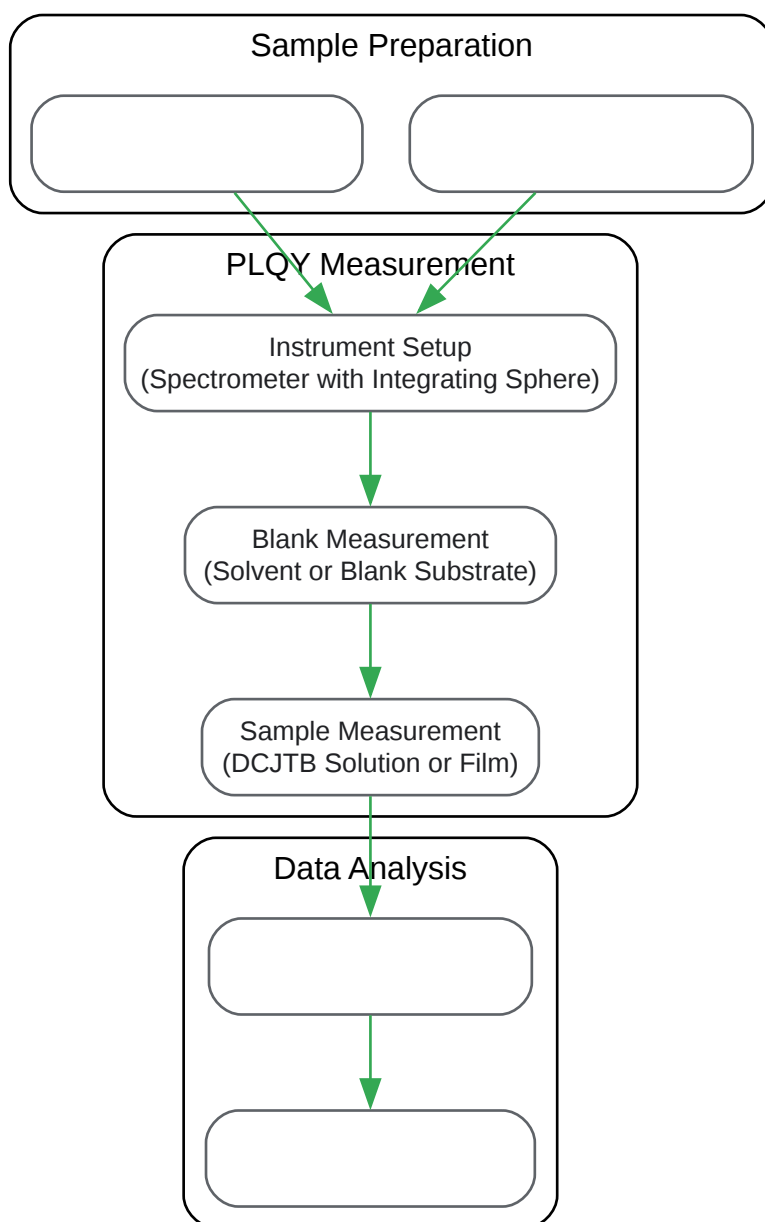 Sample Preparation
PLQY Measurement
Instrument Setup
(Spectrometer with Integrating Sphere)
Blank Measurement
(Solvent or Blank Substrate)
Sample Measurement
(DCJTB Solution or Film)
Data Analysis